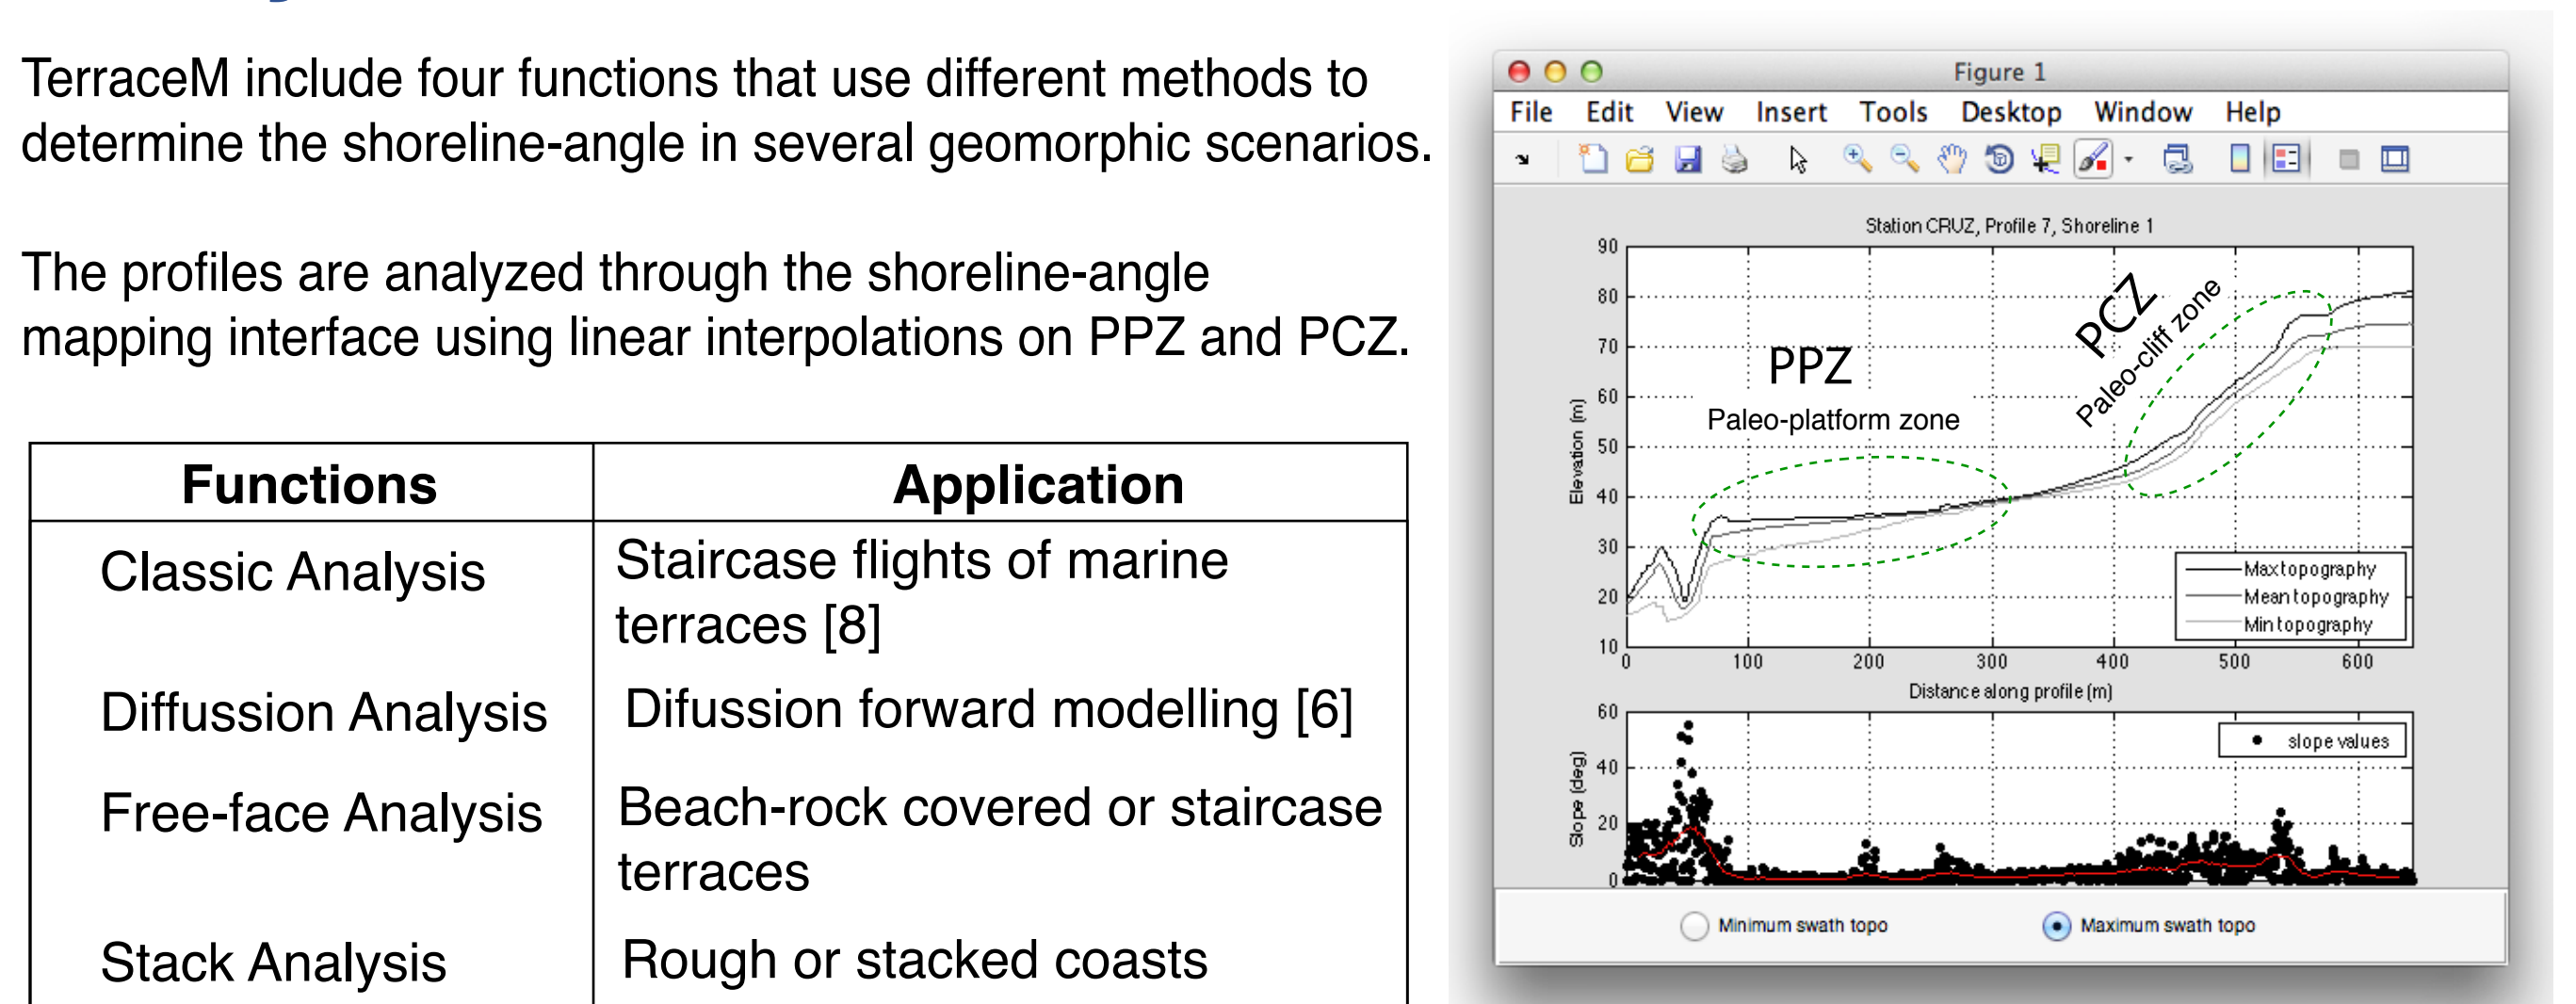 TerraceM include four functions that use different methods to
determine the shoreline-angle in several geomorphic scenarios.
The profiles are analyzed through the shoreline-angle
mapping interface using linear interpolations on PPZ and PCZ.
Functions Application
Classic Analysis Staircase flights of marine
terraces [8]
Diffussion Analysis Difussion forward modelling [6]
Free-face Analysis Beach-rock covered or staircase
terraces
Stack Analysis Rough or stacked coasts
Figure 1
File Edit View Insert Tools Desktop Window Help
Station CRUZ, Profile 7, Shoreline 1
90
80
70
60
50
40
30
20
10
Elevation (m)
PPZ
Paleo-platform zone
PCZ
Paleo-cliff zone
Max topography
Mean topography
Min topography
0 100 200 300 400 500 600
Distance along profile (m)
60
40
20
0
Slope (deg)
slope values
Minimum swath topo Maximum swath topo